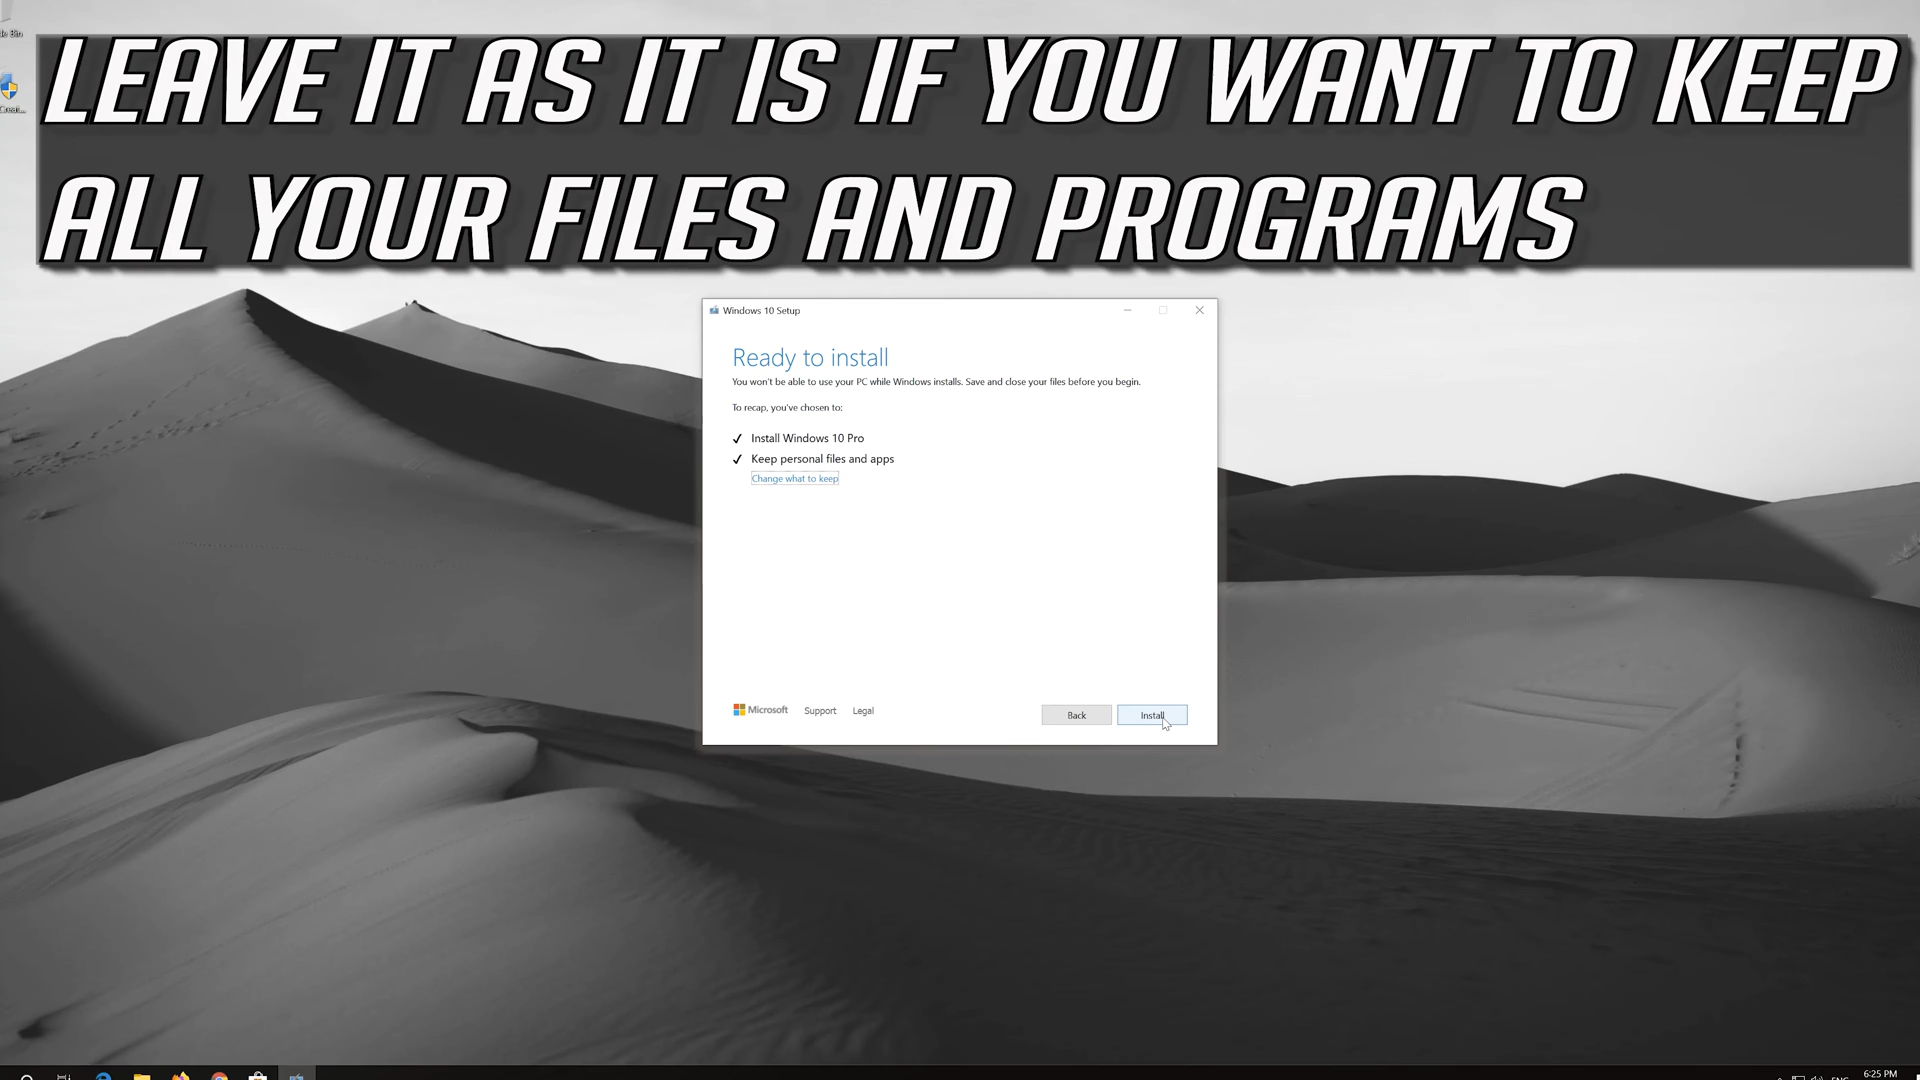 LEAVE IT AS IT IS IF YOU WANT TO KEEP
ALL YOUR FILES AND PROGRAMS
Windows 10 Setup
Ready to install
You won't be able to use your PC while Windows installs. Save and close your files before you begin.
To recap, you've chosen to:
Install Windows 10 Pro
Keep personal files and apps
Change what to keep
Microsoft Support Legal
Back Install
6:25 PM